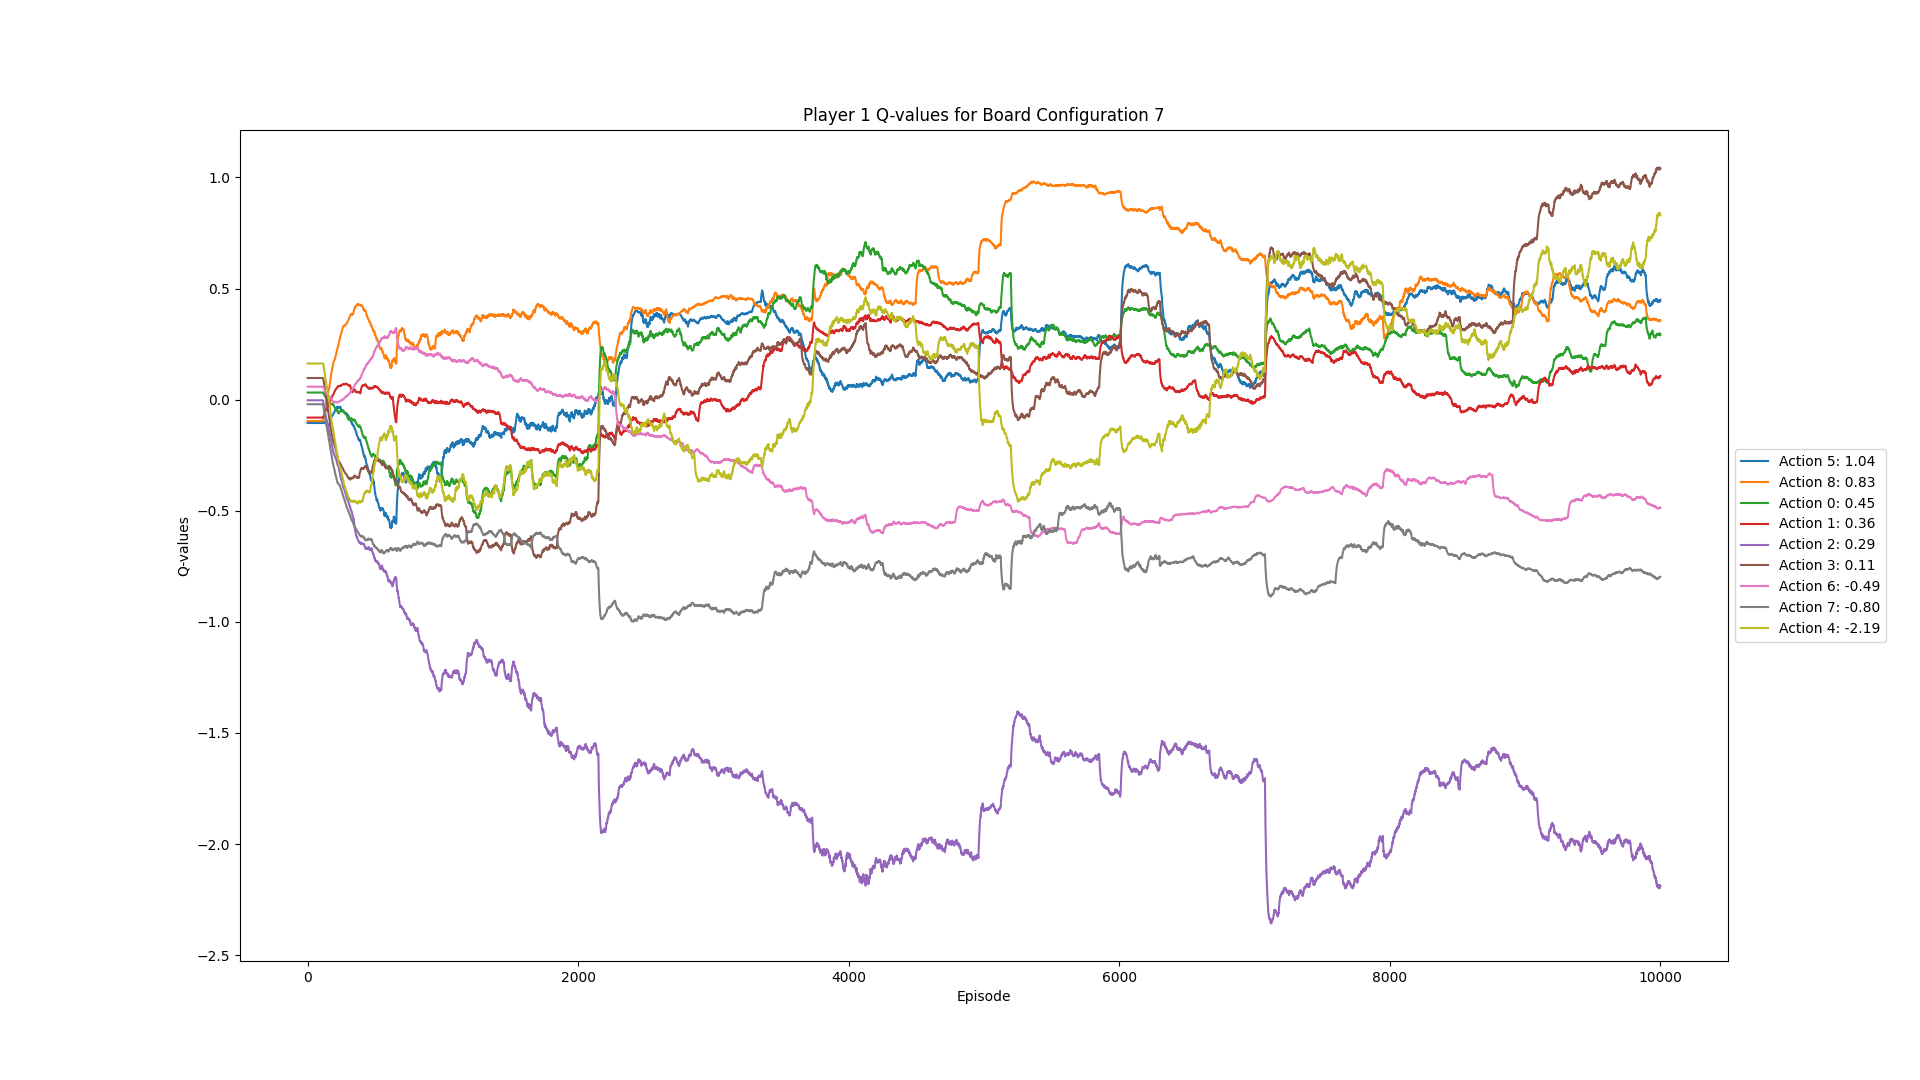 Player 1 Q-values for Board Configuration 7
1.0
0.5
0.0
−0.5
−1.0
−1.5
−2.0
−2.5
Q-values
0
2000
4000
6000
8000
10000
Episode
Action 5: 1.04
Action 8: 0.83
Action 0: 0.45
Action 1: 0.36
Action 2: 0.29
Action 3: 0.11
Action 6: -0.49
Action 7: -0.80
Action 4: -2.19